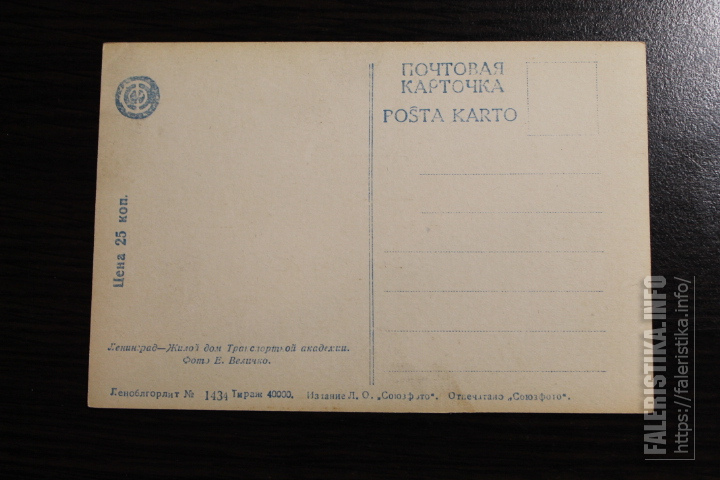 ПОЧТОВАЯ
КАРТОЧКА
POŜTA KARTO
Цена 25 коп.
Ленинград—Жилой дом Транспортной академии.
Фото В. Величко.
Леноблгорлит № 1434 Тираж 40000. Издание Л. О. „Союзфото". Отпечатано „Союзфото".
FALERISTIKA.INFO
https://faleristika.info/